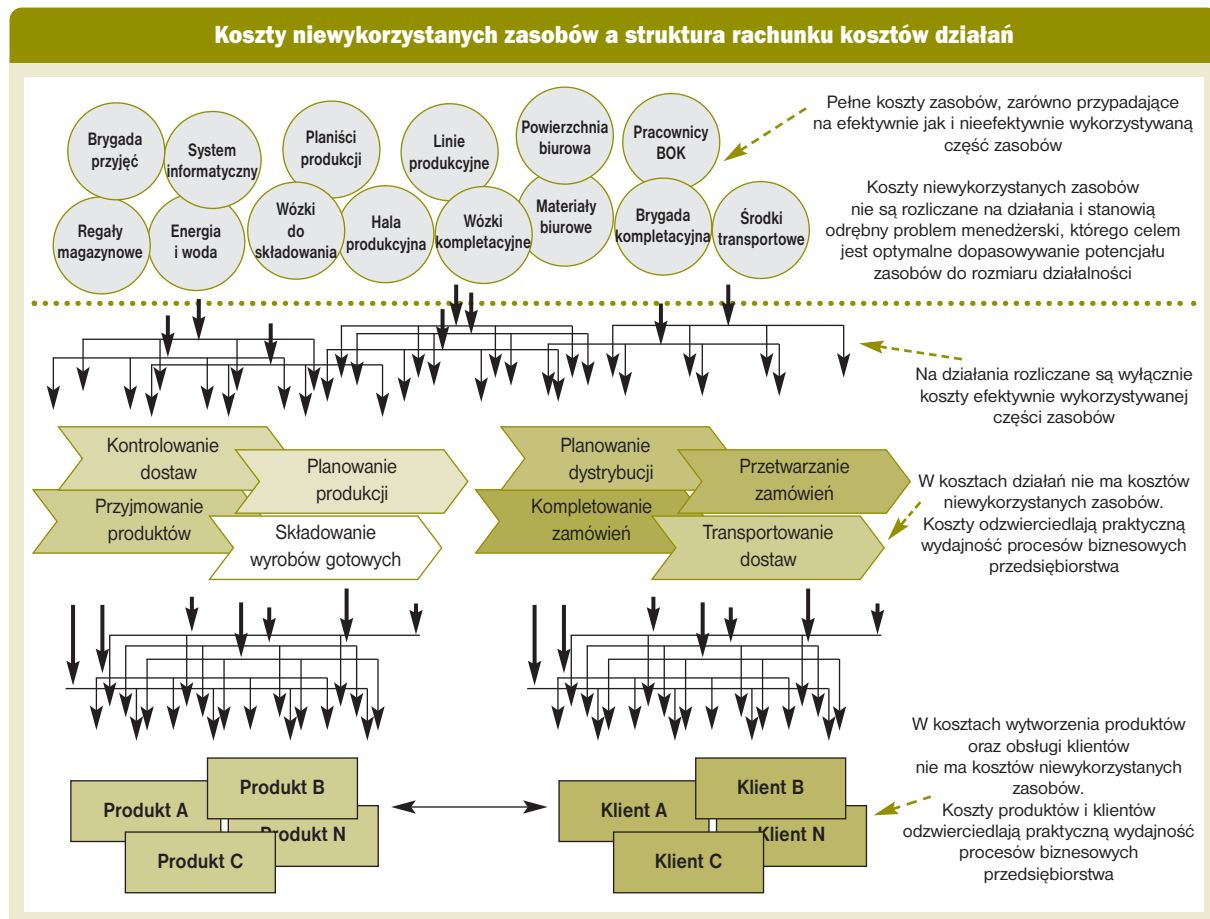 Koszty niewykorzystanych zasobów a struktura rachunku kosztów działań
Brygada
przyjęć
System
informatyczny
Planiści
produkcji
Linie
produkcyjne
Powierzchnia
biurowa
Pracownicy
BOK
Regały
magazynowe
Energia
i woda
Wózki
do
składowania
Hala
produkcyjna
Wózki
kompletacyjne
Materiały
biurowe
Brygada
kompletacyjna
Środki
transportowe
Pełne koszty zasobów, zarówno przypadające
na efektywnie jak i nieefektywnie wykorzystywaną
część zasobów
Koszty niewykorzystanych zasobów
nie są rozliczane na działania i stanowią
odrębny problem menedżerski, którego celem
jest optymalne dopasowywanie potencjału
zasobów do rozmiaru działalności
Na działania rozliczane są wyłącznie
koszty efektywnie wykorzystywanej
części zasobów
Kontrolowanie
dostaw
Planowanie
produkcji
Przyjmowanie
produktów
Składowanie
wyrobów gotowych
Planowanie
dystrybucji
Przetwarzanie
zamówień
Kompletowanie
zamówień
Transportowanie
dostaw
W kosztach działań nie ma kosztów
niewykorzystanych zasobów.
Koszty odzwierciedlają praktyczną
wydajność procesów biznesowych
przedsiębiorstwa
Produkt A
Produkt B
Produkt N
Produkt C
Klient A
Klient B
Klient N
Klient C
W kosztach wytworzenia produktów
oraz obsługi klientów
nie ma kosztów niewykorzystanych
zasobów.
Koszty produktów i klientów
odzwierciedlają praktyczną wydajność
procesów biznesowych
przedsiębiorstwa